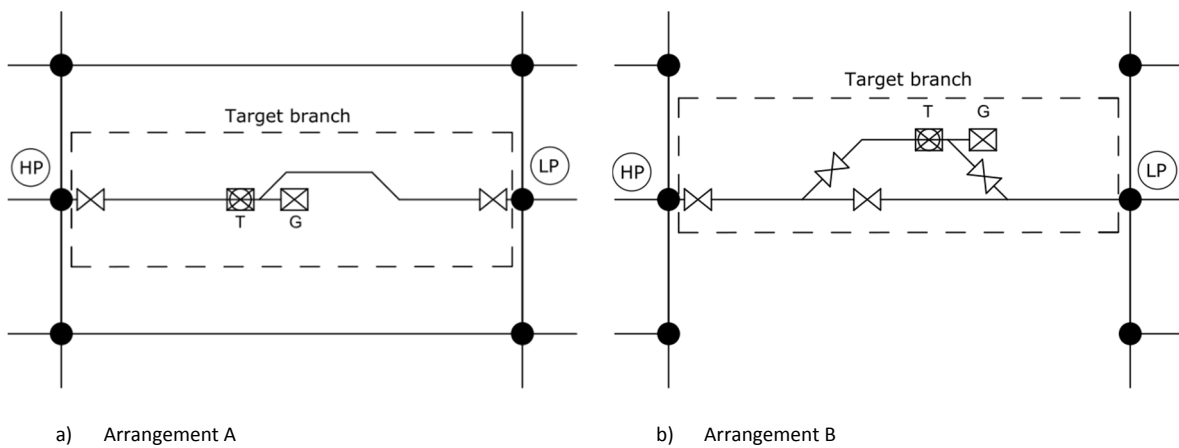 Target branch
HP
LP
T
G
Target branch
T
G
HP
LP
a) Arrangement A
b) Arrangement B